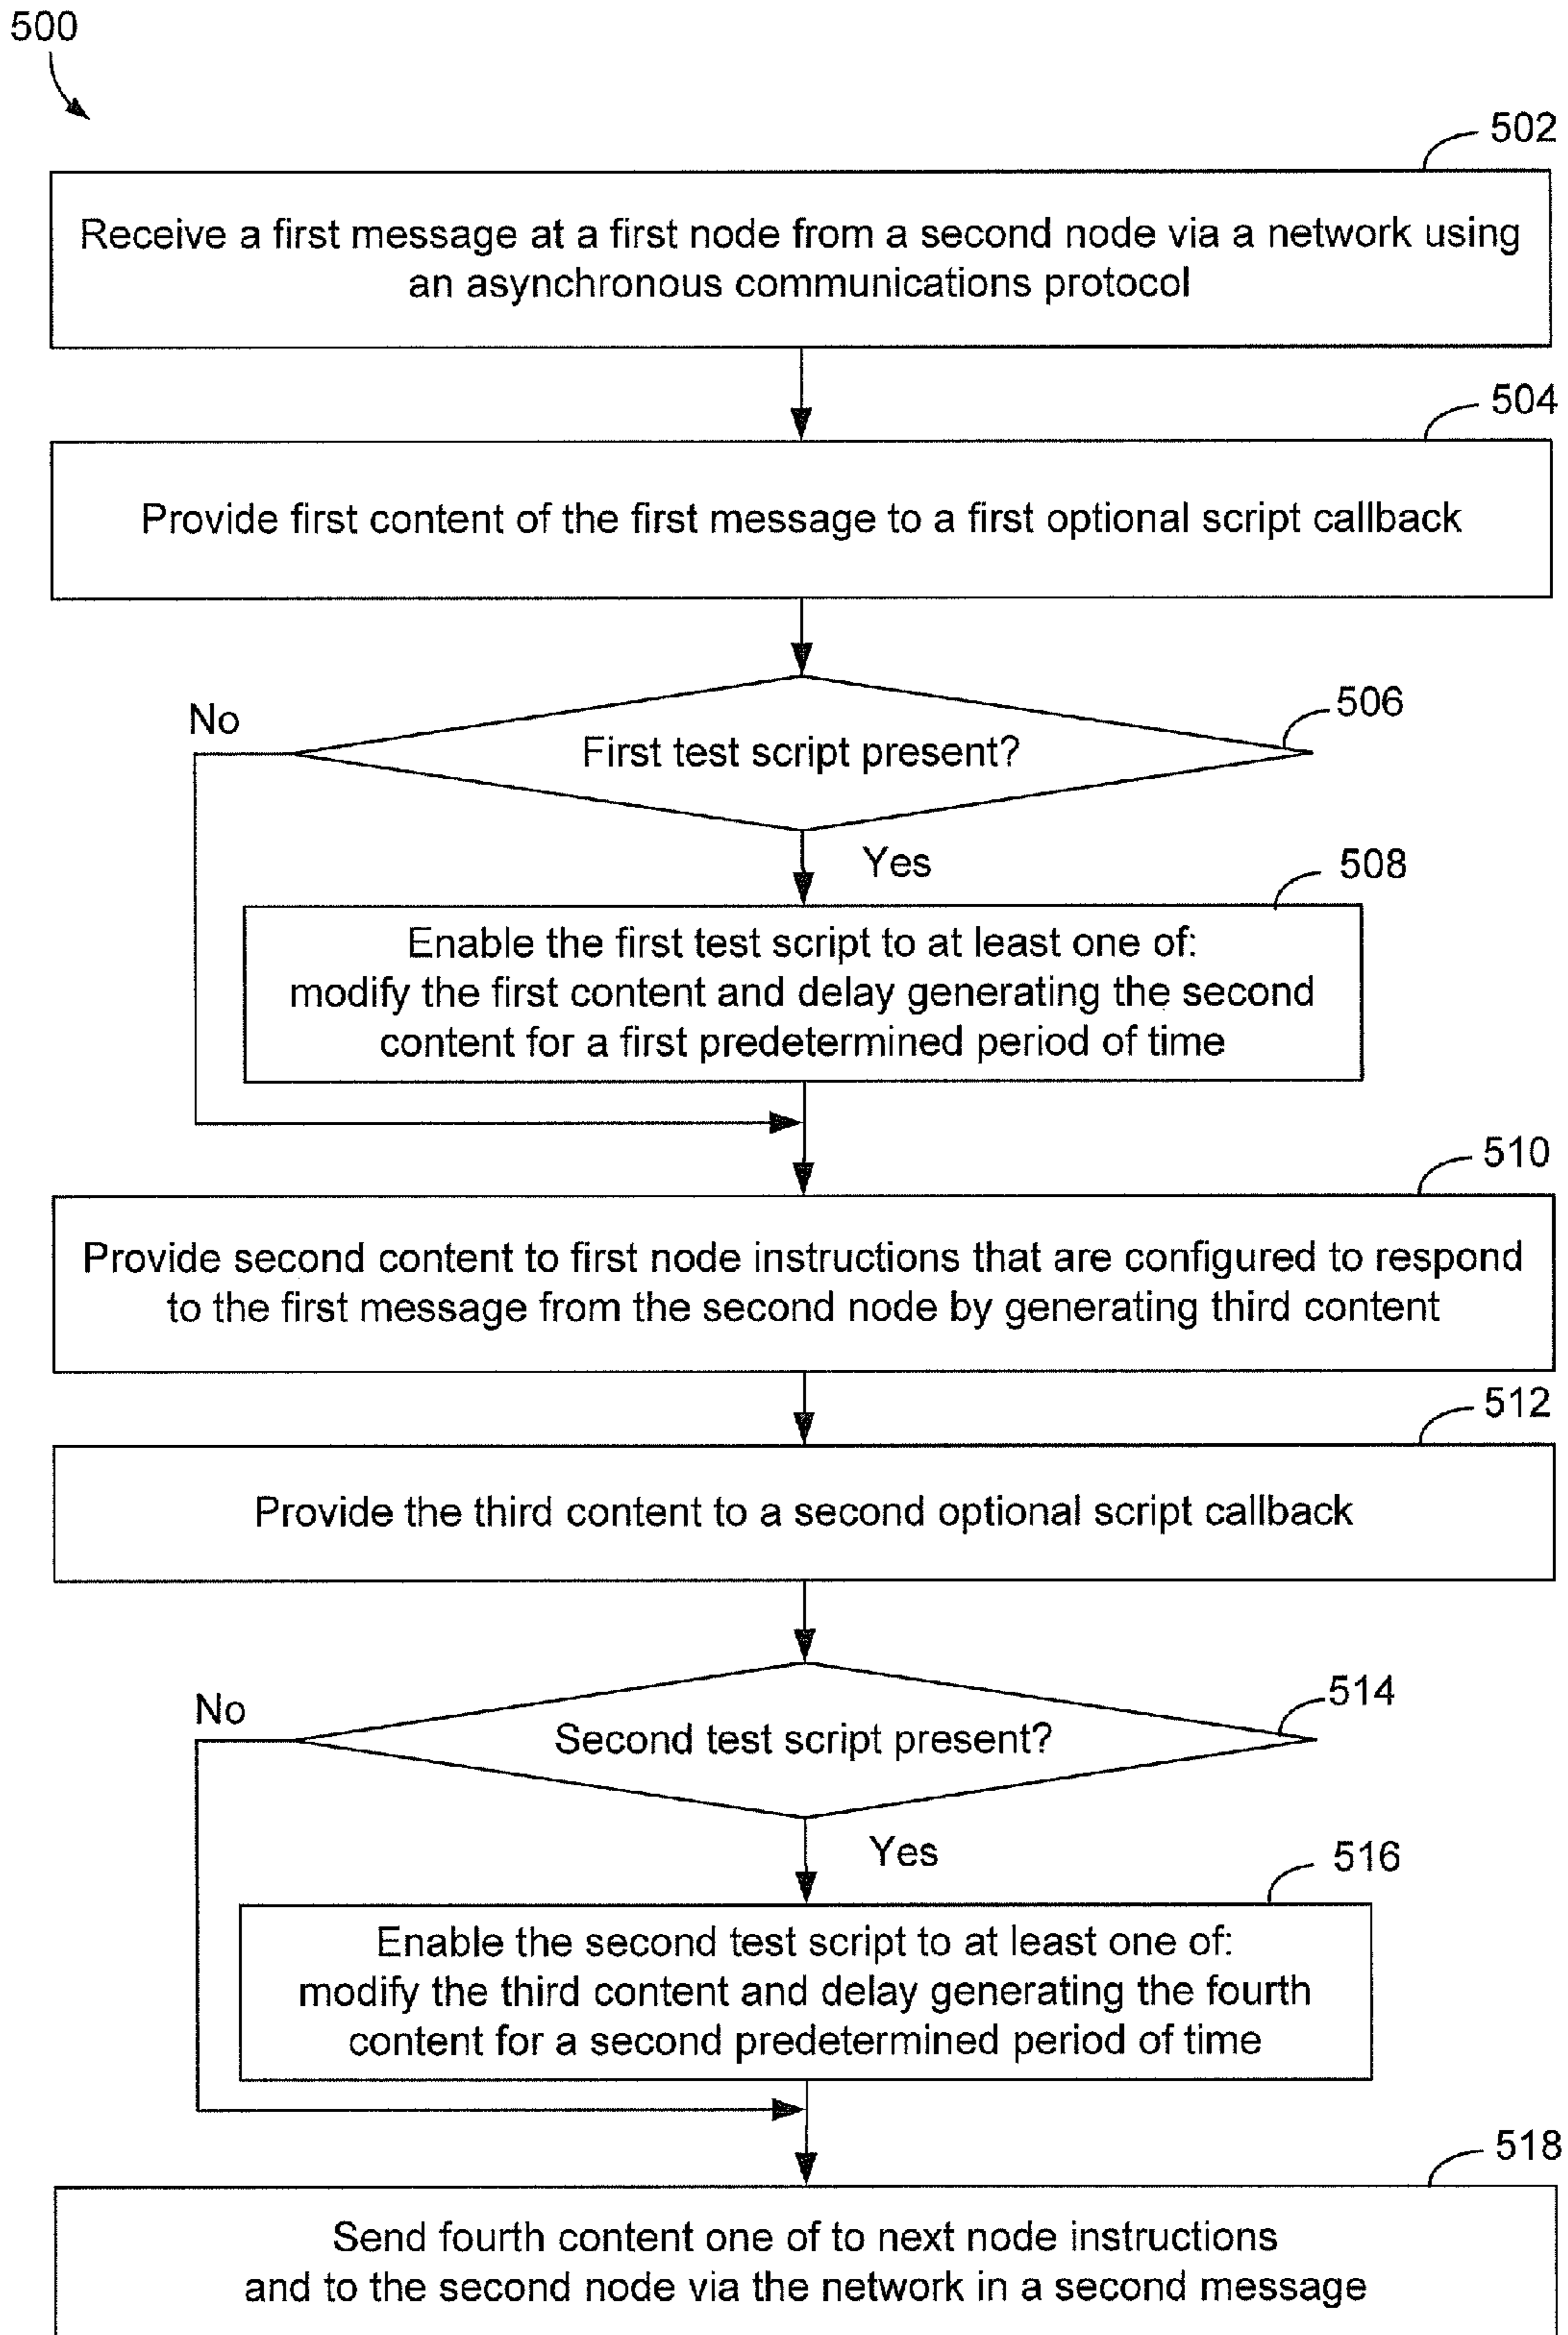 500
502
Receive a first message at a first node from a second node via a network using
an asynchronous communications protocol
504
Provide first content of the first message to a first optional script callback
506
No
First test script present?
Yes
508
Enable the first test script to at least one of:
modify the first content and delay generating the second
content for a first predetermined period of time
510
Provide second content to first node instructions that are configured to respond
to the first message from the second node by generating third content
512
Provide the third content to a second optional script callback
514
No
Second test script present?
Yes
516
Enable the second test script to at least one of:
modify the third content and delay generating the fourth
content for a second predetermined period of time
518
Send fourth content one of to next node instructions
and to the second node via the network in a second message